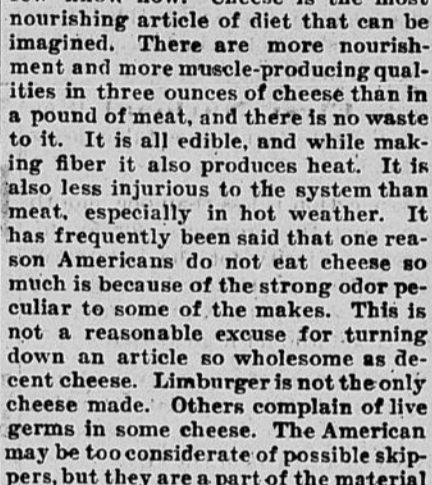 nourishing article of diet that can be
imagined. There are more nourish-
ment and more muscle-producing qual-
ities in three ounces of cheese than in
a pound of meat, and there is no waste
to it. It is all edible, and while mak-
ing fiber it also produces heat. It is
also less injurious to the system than
meat, especially in hot weather. It
has frequently been said that one rea-
son Americans do not eat cheese so
much is because of the strong odor pe-
culiar to some of the makes. This is
not a reasonable excuse for turning
down an article so wholesome as de-
cent cheese. Limburger is not the only
cheese made. Others complain of live
germs in some cheese. The American
may be too considerate of possible skip-
pers, but they are a part of the material